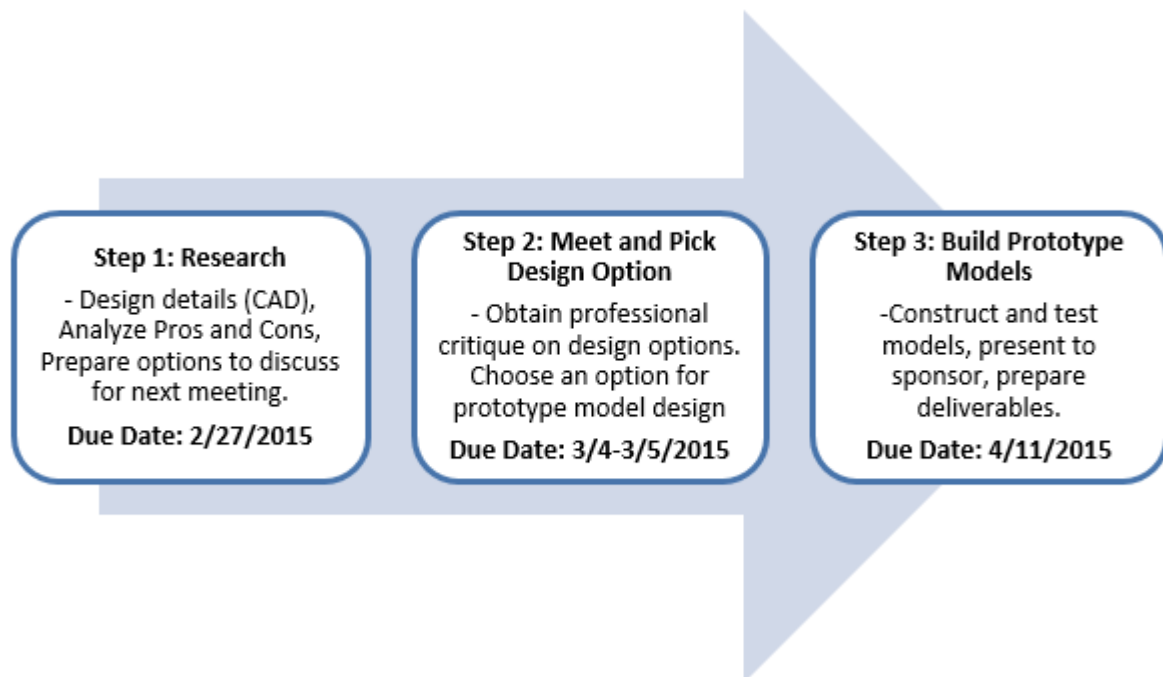 Step 1: Research
- Design details (CAD),
Analyze Pros and Cons,
Prepare options to discuss
for next meeting.
Due Date: 2/27/2015
Step 2: Meet and Pick
Design Option
- Obtain professional
critique on design options.
Choose an option for
prototype model design
Due Date: 3/4-3/5/2015
Step 3: Build Prototype
Models
-Construct and test
models, present to
sponsor, prepare
deliverables.
Due Date: 4/11/2015